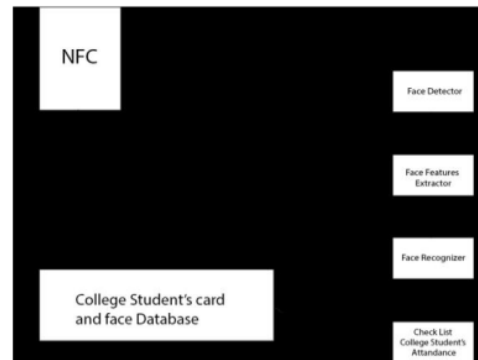 NFC
Face Detector
Face Features
Extractor
Face Recognizer
College Student's card
and face Database
Check List
College Student's
Attandance